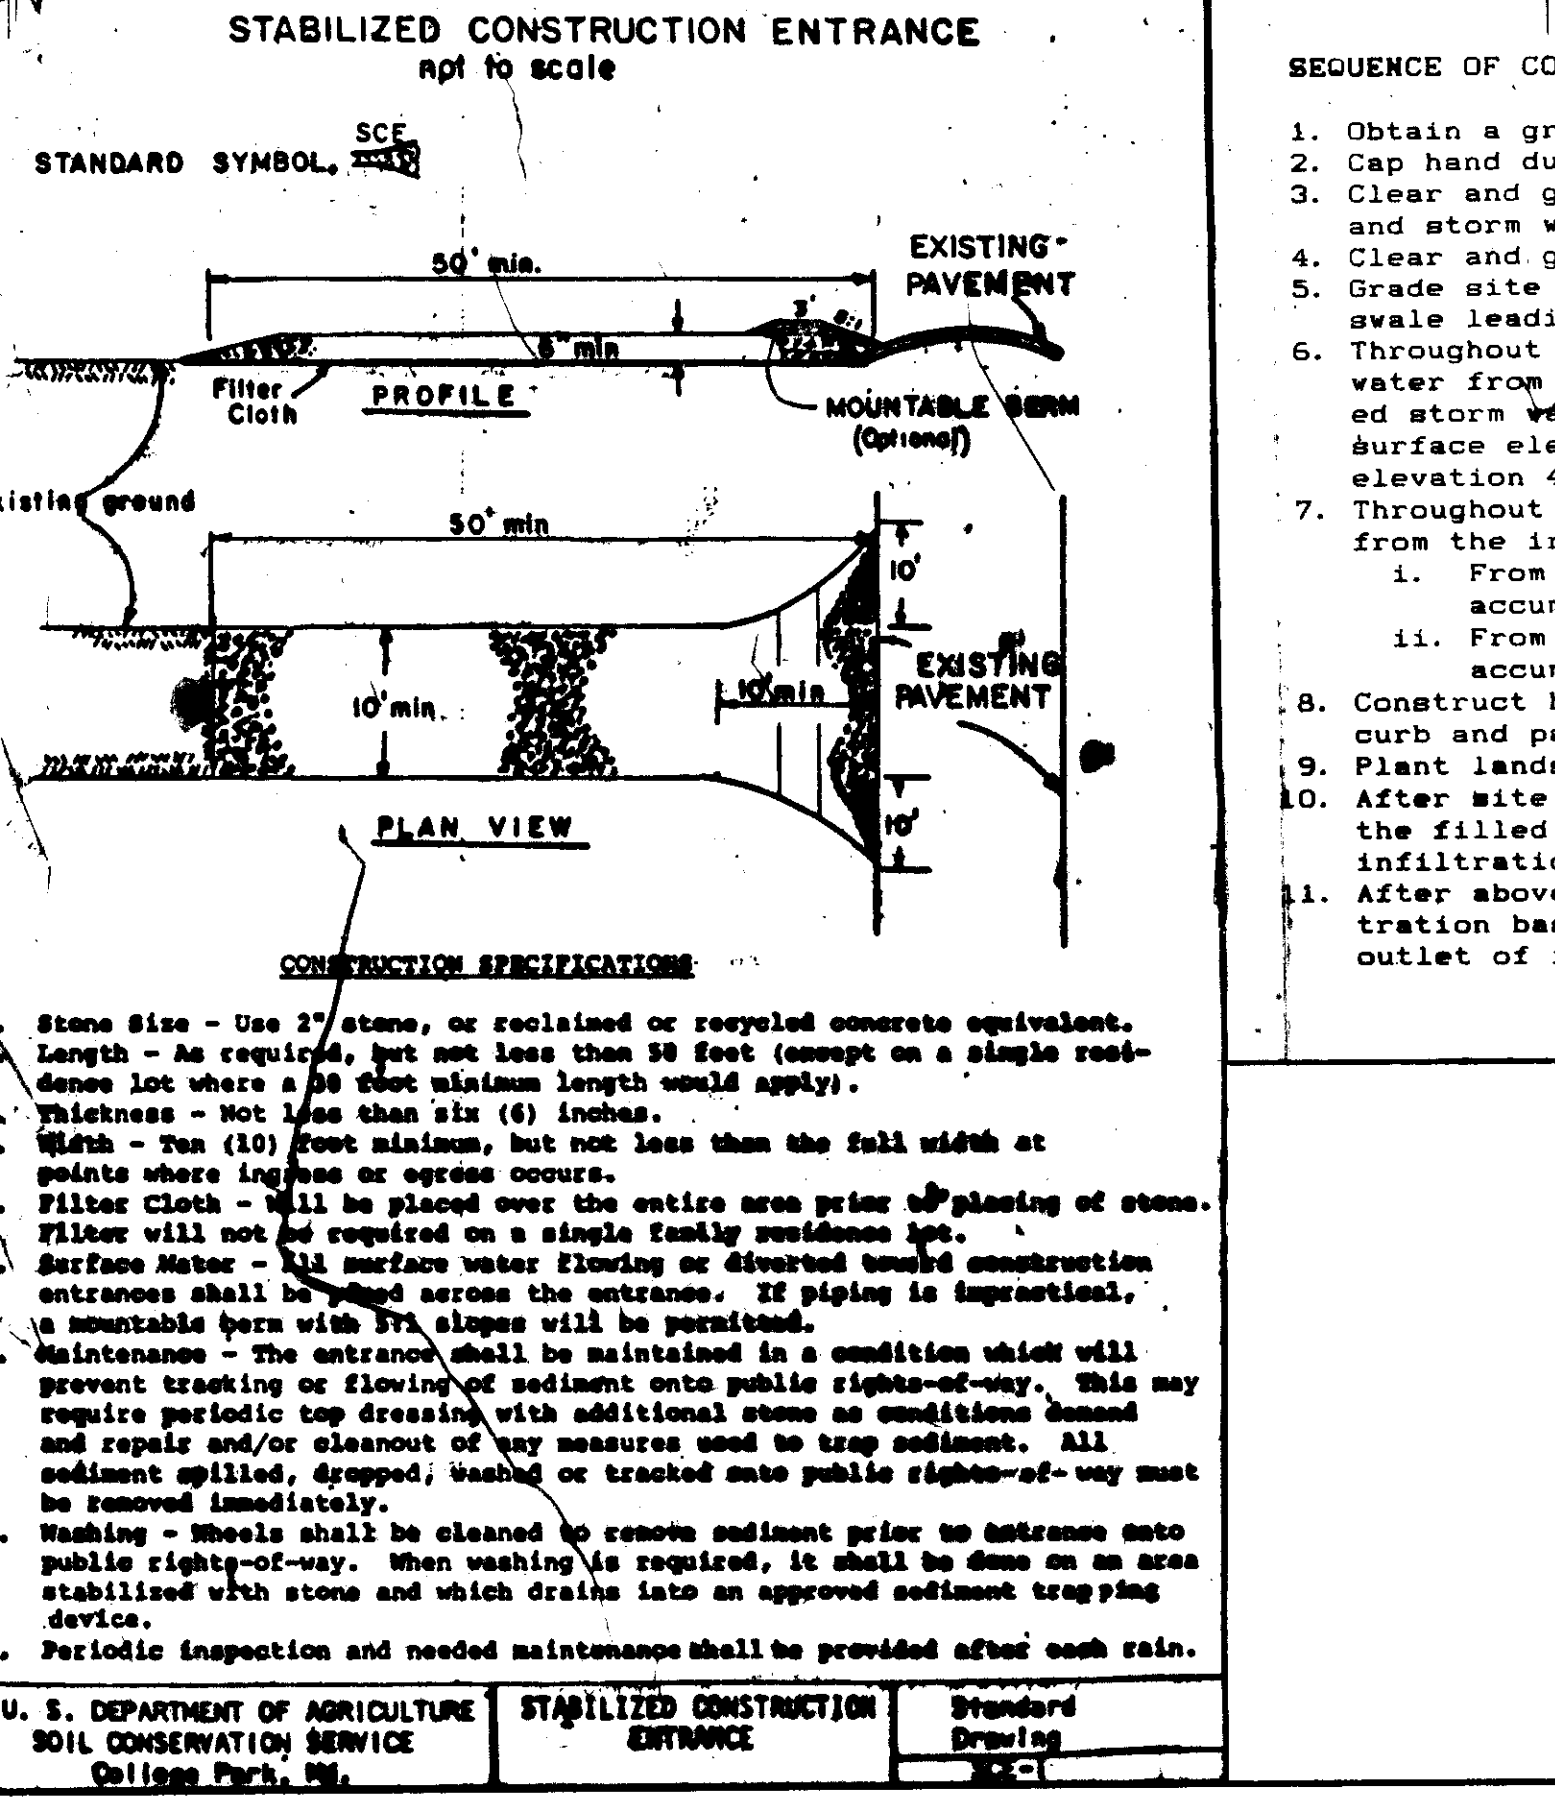 STABILIZED CONSTRUCTION ENTRANCE
not to scale
STANDARD SYMBOL.
SCE
50' min.
EXISTING
PAVEMENT
3'
6" min
Filter
Cloth
PROFILE
MOUNTABLE BERM
(Optional)
existing ground
50' min
10'
10' min.
10' min
EXISTING
PAVEMENT
10'
PLAN VIEW
CONSTRUCTION SPECIFICATIONS
Stone Size - Use 2" stone, or reclaimed or recycled concrete equivalent.
Length - As required, but not less than 50 feet (except on a single resi-
dence lot where a 30 foot minimum length would apply).
Thickness - Not less than six (6) inches.
Width - Ten (10) foot minimum, but not less than the full width at
points where ingress or egress occurs.
Filter Cloth - Will be placed over the entire area prior to placing of stone.
Filter will not be required on a single family residence lot.
Surface Water - All surface water flowing or diverted toward construction
entrances shall be piped across the entrance. If piping is impractical,
a mountable berm with 5:1 slopes will be permitted.
Maintenance - The entrance shall be maintained in a condition which will
prevent tracking or flowing of sediment onto public rights-of-way. This may
require periodic top dressing with additional stone as conditions demand
and repair and/or cleanout of any measures used to trap sediment. All
sediment spilled, dropped, washed or tracked onto public rights-of-way must
be removed immediately.
Washing - Wheels shall be cleaned to remove sediment prior to entrance onto
public rights-of-way. When washing is required, it shall be done on an area
stabilized with stone and which drains into an approved sediment trapping
device.
Periodic inspection and needed maintenance shall be provided after each rain.
U. S. DEPARTMENT OF AGRICULTURE
SOIL CONSERVATION SERVICE
College Park, Md.
STABILIZED CONSTRUCTION
ENTRANCE
Standard
Drawing
SCE-1
SEQUENCE OF CO
1. Obtain a gr
2. Cap hand du
3. Clear and g
and storm w
4. Clear and g
5. Grade site
swale leadi
6. Throughout
water from
ed storm wa
surface ele
elevation 4
7. Throughout
from the in
i. From
accum
ii. From
accum
8. Construct
curb and pa
9. Plant lands
10. After site
the filled
infiltratio
11. After above
tration bas
outlet of